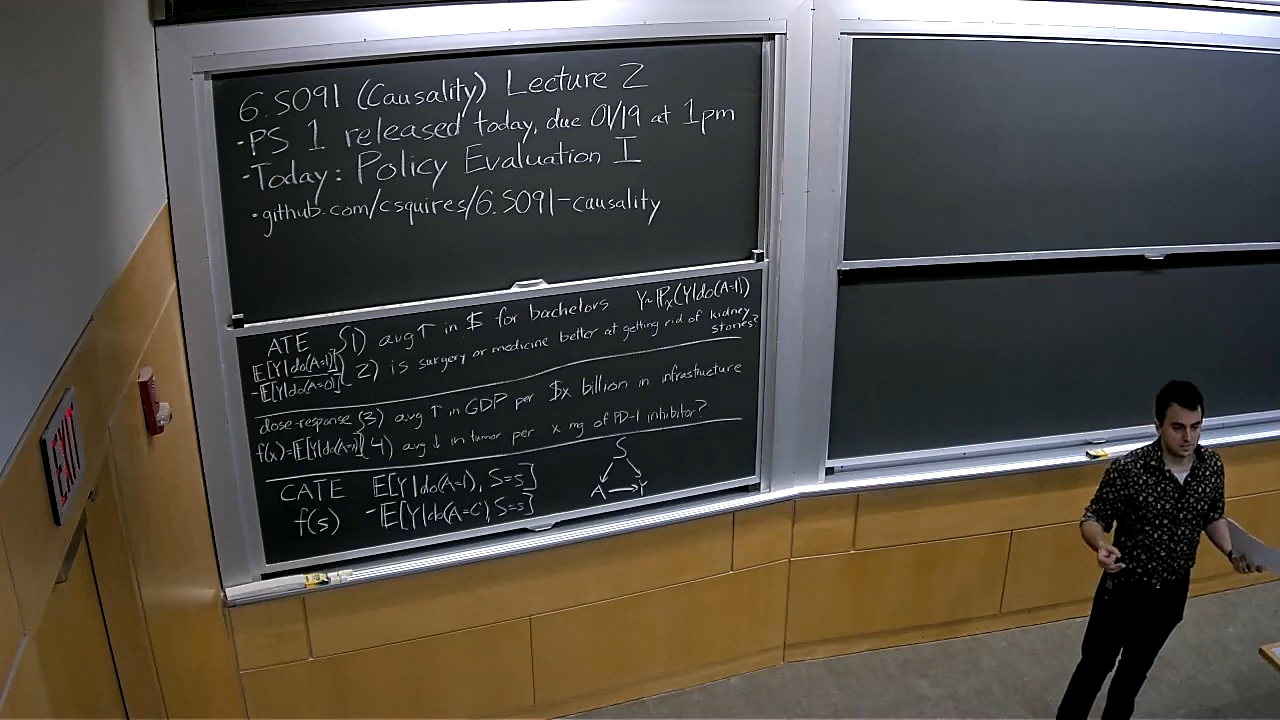 6.S091 (Causality) Lecture 2
-PS 1 released today, due 01/19 at 1pm
-Today: Policy Evaluation I
•github.com/csquires/6.S091-causality
ATE {1) avg↑ in $ for bachelors Y~P_X(Y|do(A=1))
E[Y|do(A=1)]
-E[Y|do(A=0)] 2) is surgery or medicine better at getting rid of kidney stones?
dose-response {3) avg ↑ in GDP per $x billion in infrastructure
f(x)=E[Y|do(A=x)] 4) avg ↓ in tumor per x mg of PD-1 inhibitor?
CATE E[Y|do(A=1), S=s]
f(s) -E[Y|do(A=0), S=s]
S
A → Y
EXIT